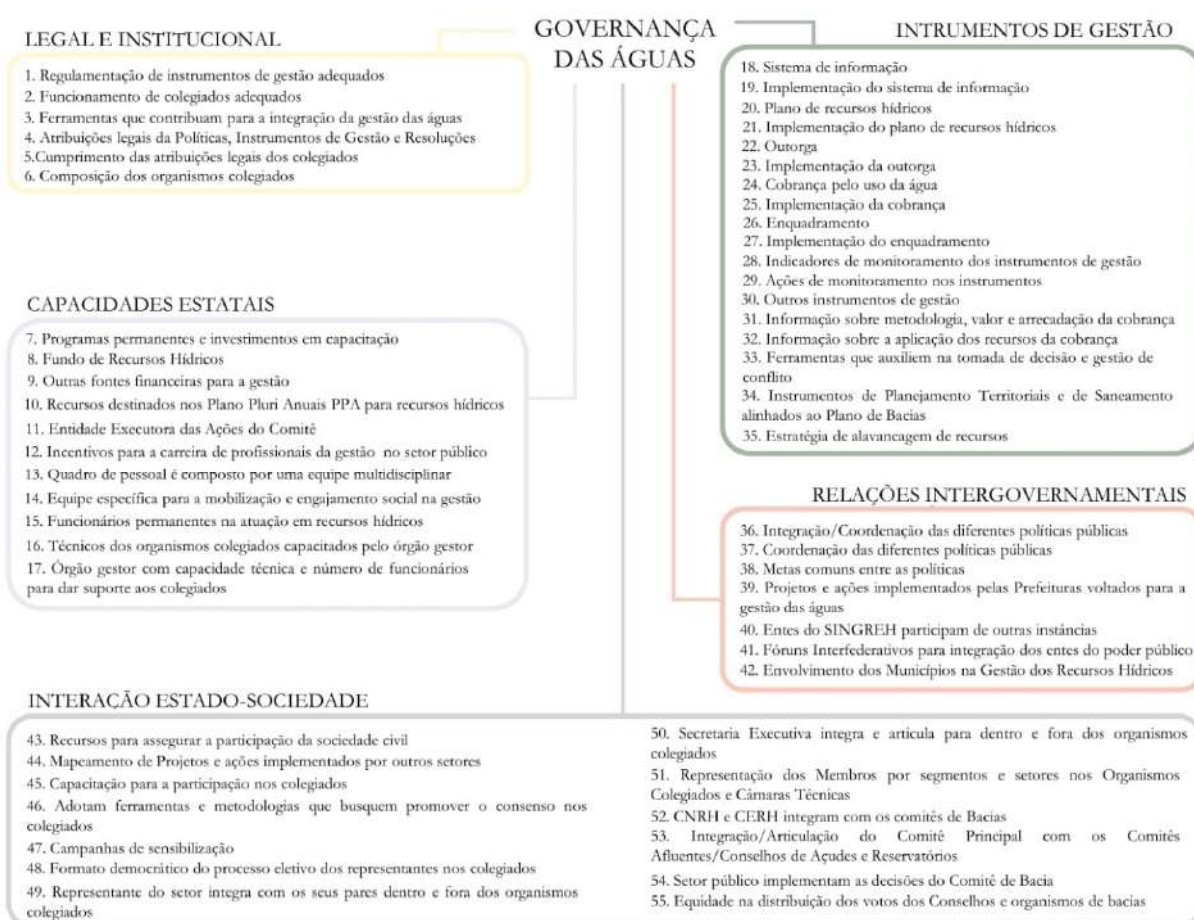 GOVERNANÇA
DAS ÁGUAS
LEGAL E INSTITUCIONAL
1. Regulamentação de instrumentos de gestão adequados
2. Funcionamento de colegiados adequados
3. Ferramentas que contribuam para a integração da gestão das águas
4. Atribuições legais da Políticas, Instrumentos de Gestão e Resoluções
5.Cumprimento das atribuições legais dos colegiados
6. Composição dos organismos colegiados
CAPACIDADES ESTATAIS
7. Programas permanentes e investimentos em capacitação
8. Fundo de Recursos Hídricos
9. Outras fontes financeiras para a gestão
10. Recursos destinados nos Plano Pluri Anuais PPA para recursos hídricos
11. Entidade Executora das Ações do Comitê
12. Incentivos para a carreira de profissionais da gestão no setor público
13. Quadro de pessoal é composto por uma equipe multidisciplinar
14. Equipe específica para a mobilização e engajamento social na gestão
15. Funcionários permanentes na atuação em recursos hídricos
16. Técnicos dos organismos colegiados capacitados pelo órgão gestor
17. Órgão gestor com capacidade técnica e número de funcionários
para dar suporte aos colegiados
INTRUMENTOS DE GESTÃO
18. Sistema de informação
19. Implementação do sistema de informação
20. Plano de recursos hídricos
21. Implementação do plano de recursos hídricos
22. Outorga
23. Implementação da outorga
24. Cobrança pelo uso da água
25. Implementação da cobrança
26. Enquadramento
27. Implementação do enquadramento
28. Indicadores de monitoramento dos instrumentos de gestão
29. Ações de monitoramento nos instrumentos
30. Outros instrumentos de gestão
31. Informação sobre metodologia, valor e arrecadação da cobrança
32. Informação sobre a aplicação dos recursos da cobrança
33. Ferramentas que auxiliem na tomada de decisão e gestão de
conflito
34. Instrumentos de Planejamento Territoriais e de Saneamento
alinhados ao Plano de Bacias
35. Estratégia de alavancagem de recursos
RELAÇÕES INTERGOVERNAMENTAIS
36. Integração/Coordenação das diferentes políticas públicas
37. Coordenação das diferentes políticas públicas
38. Metas comuns entre as políticas
39. Projetos e ações implementados pelas Prefeituras voltados para a
gestão das águas
40. Entes do SINGREH participam de outras instâncias
41. Fóruns Interfederativos para integração dos entes do poder público
42. Envolvimento dos Municípios na Gestão dos Recursos Hídricos
INTERAÇÃO ESTADO-SOCIEDADE
43. Recursos para assegurar a participação da sociedade civil
44. Mapeamento de Projetos e ações implementados por outros setores
45. Capacitação para a participação nos colegiados
46. Adotam ferramentas e metodologias que busquem promover o consenso nos
colegiados
47. Campanhas de sensibilização
48. Formato democrático do processo eletivo dos representantes nos colegiados
49. Representante do setor integra com os seus pares dentro e fora dos organismos
colegiados
50. Secretaria Executiva integra e articula para dentro e fora dos organismos
colegiados
51. Representação dos Membros por segmentos e setores nos Organismos
Colegiados e Câmaras Técnicas
52. CNRH e CERH integram com os comitês de Bacias
53. Integração/Articulação do Comitê Principal com os Comitês
Afluentes/Conselhos de Açudes e Reservatórios
54. Setor público implementam as decisões do Comitê de Bacia
55. Equidade na distribuição dos votos dos Conselhos e organismos de bacias